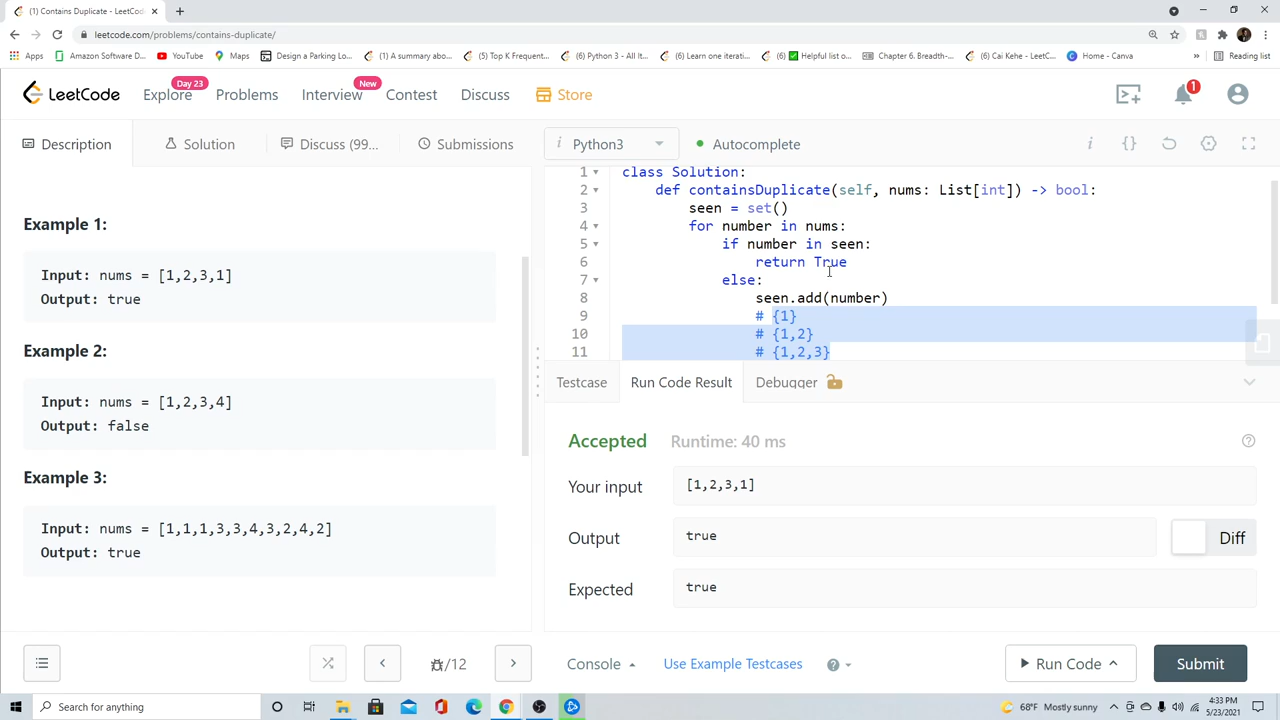 (1) Contains Duplicate - LeetCod
leetcode.com/problems/contains-duplicate/
Apps
Amazon Software D...
YouTube
Maps
Design a Parking Lo...
(1) A summary abo...
(5) Top K Frequent...
(6) Python 3 - All It...
(6) Learn one iterati...
(6) ✅ Helpful list o...
Chapter 6. Breadth-...
(6) Cai Kehe - LeetC...
Home - Canva
»
Reading list
LeetCode
Explore
Day 23
Problems
Interview
New
Contest
Discuss
Store
1
Description
Solution
Discuss (99...
Submissions
i Python3
Autocomplete
i {}
Example 1:
Input: nums = [1,2,3,1]
Output: true
Example 2:
Input: nums = [1,2,3,4]
Output: false
Example 3:
Input: nums = [1,1,1,3,3,4,3,2,4,2]
Output: true
1 class Solution:
2 def containsDuplicate(self, nums: List[int]) -> bool:
3 seen = set()
4 for number in nums:
5 if number in seen:
6 return True
7 else:
8 seen.add(number)
9 # {1}
10 # {1,2}
11 # {1,2,3}
Testcase
Run Code Result
Debugger
Accepted
Runtime: 40 ms
?
Your input
[1,2,3,1]
Output
true
Diff
Expected
true
/12
Console
Use Example Testcases
?
Run Code
Submit
Search for anything
68°F Mostly sunny
4:33 PM
5/23/2021